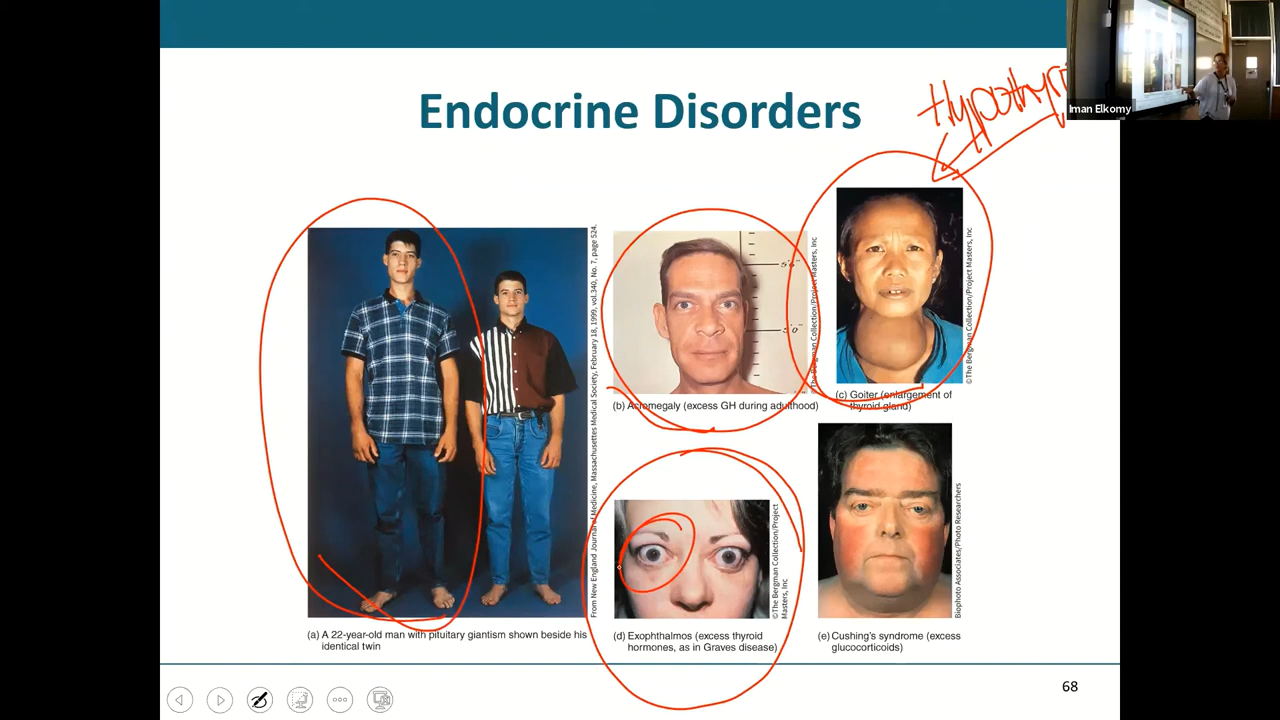 Endocrine Disorders
Iman Elkomy
From New England Journal of Medicine, Massachusetts Medical Society, February 18, 1999, vol.340, No. 7, page 524.
(a) A 22-year-old man with pituitary giantism shown beside his
identical twin
©The Bergman Collection/Project Masters, Inc
5'6"
5'0"
(b) Acromegaly (excess GH during adulthood)
©The Bergman Collection/Project Masters, Inc
(c) Goiter (enlargement of
thyroid gland)
©The Bergman Collection/Project
Masters, Inc
(d) Exophthalmos (excess thyroid
hormones, as in Graves disease)
Biophoto Associates/Photo Researchers
(e) Cushing's syndrome (excess
glucocorticoids)
68